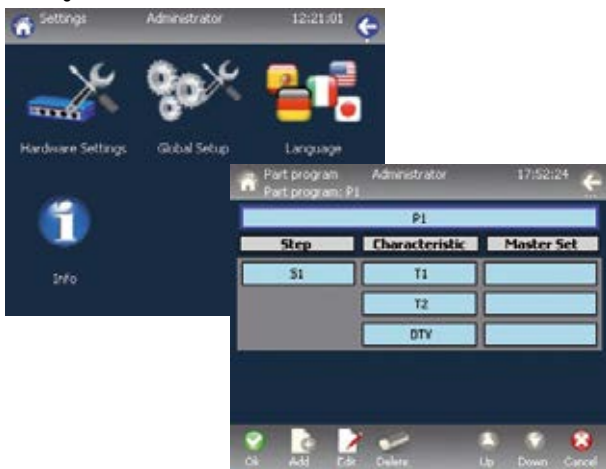 Settings Administrator 12:21:01
Hardware Settings Global Setup Language
Info
Part program Administrator 17:52:24
Part program: P1
P1
Step Characteristic Master Set
S1 T1
T2
DTV
Ok Add Edit Delete Up Down Cancel